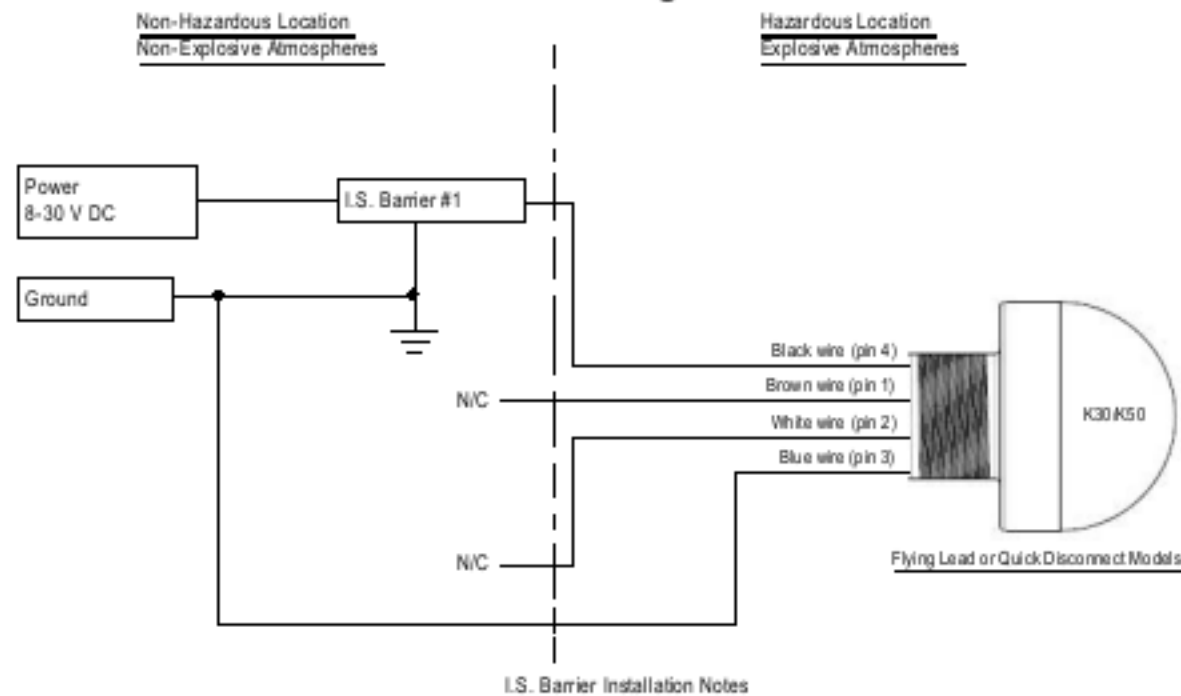 Non-Hazardous Location
Non-Explosive Atmospheres
Hazardous Location
Explosive Atmospheres
Power
8-30 V DC
I.S. Barrier #1
Ground
Black wire (pin 4)
Brown wire (pin 1)
N/C
White wire (pin 2)
Blue wire (pin 3)
K30/K50
N/C
Flying Lead or Quick Disconnect Models
I.S. Barrier Installation Notes